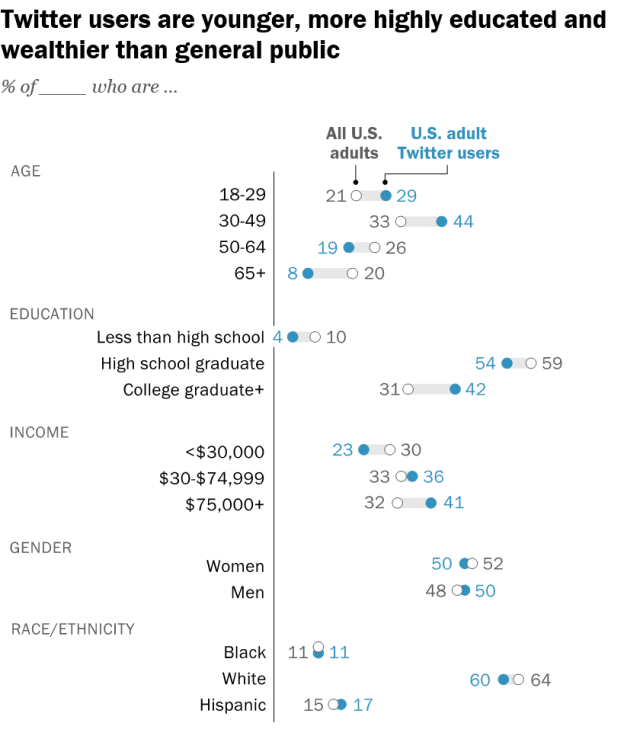 Twitter users are younger, more highly educated and
wealthier than general public
% of ____ who are ...
All U.S. adults
U.S. adult Twitter users
AGE
18-29 21 29
30-49 33 44
50-64 19 26
65+ 8 20
EDUCATION
Less than high school 4 10
High school graduate 54 59
College graduate+ 31 42
INCOME
<$30,000 23 30
$30-$74,999 33 36
$75,000+ 32 41
GENDER
Women 50 52
Men 48 50
RACE/ETHNICITY
Black 11 11
White 60 64
Hispanic 15 17